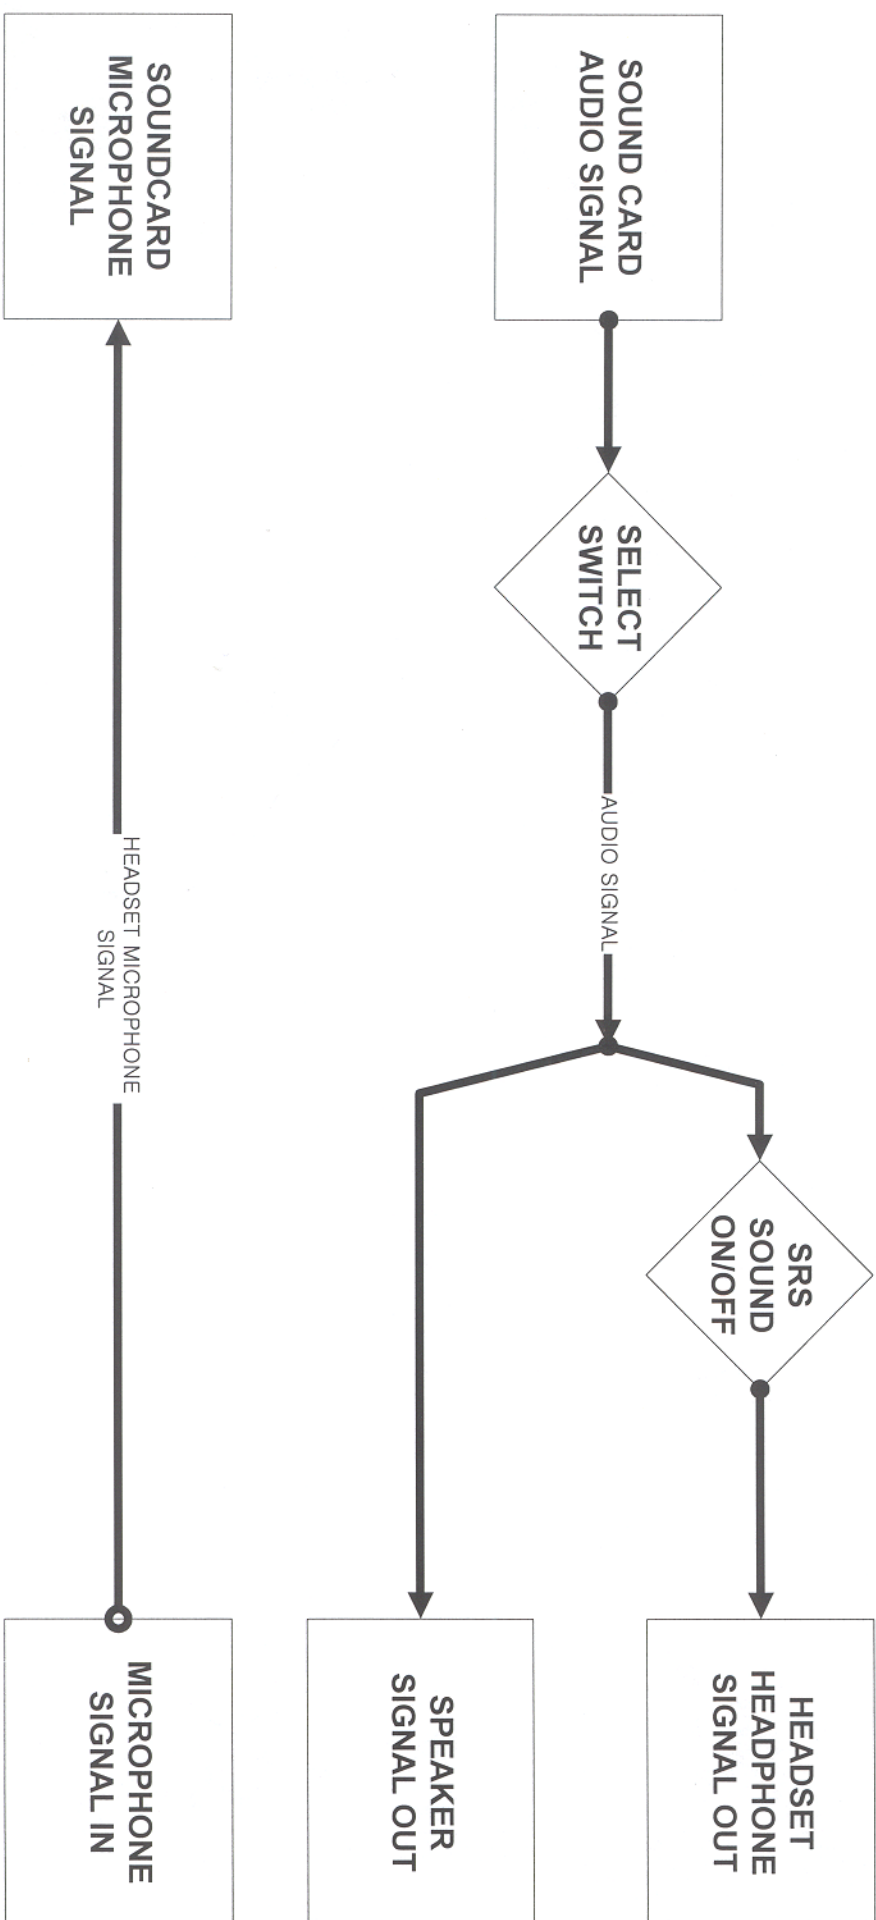 SOUND CARD
AUDIO SIGNAL
SELECT
SWITCH
AUDIO SIGNAL
SRS
SOUND
ON/OFF
HEADSET
HEADPHONE
SIGNAL OUT
SPEAKER
SIGNAL OUT
SOUNDCARD
MICROPHONE
SIGNAL
HEADSET MICROPHONE
SIGNAL
MICROPHONE
SIGNAL IN